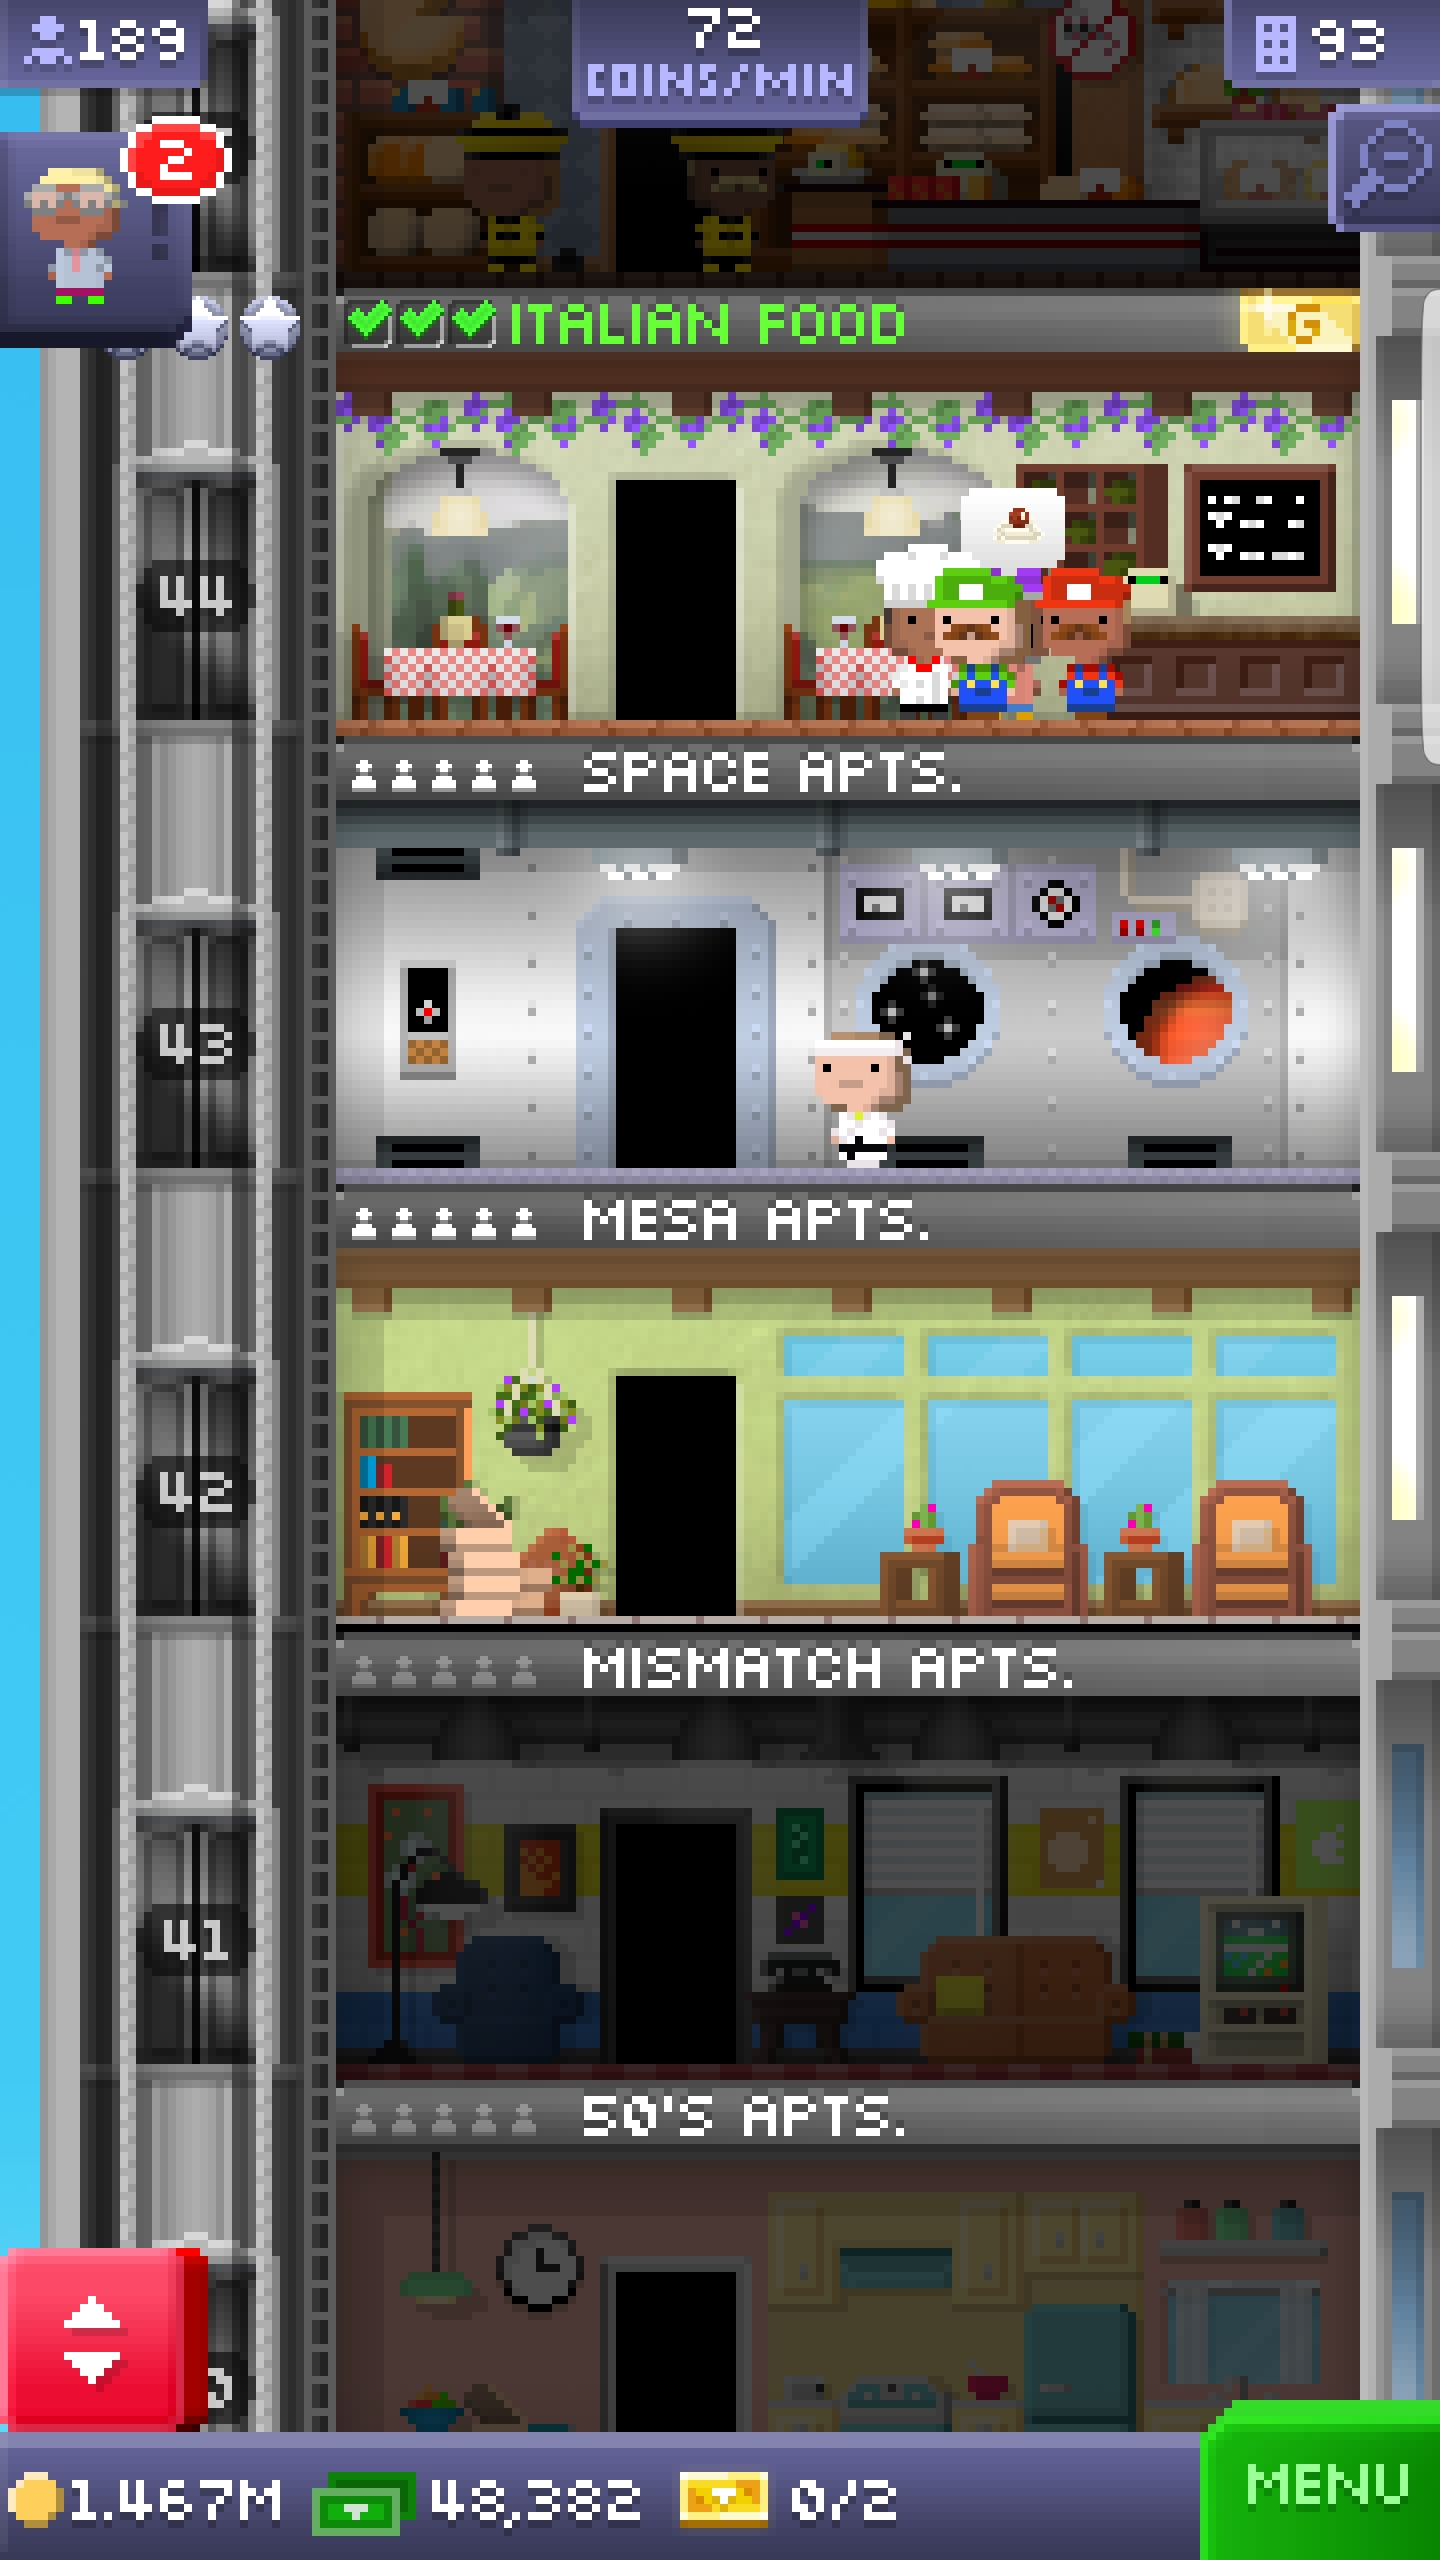 189
72
COINS/MIN
93
2
ITALIAN FOOD
G
44
SPACE APTS.
43
MESA APTS.
42
MISMATCH APTS.
41
50'S APTS.
1.467M
48,382
0/2
MENU